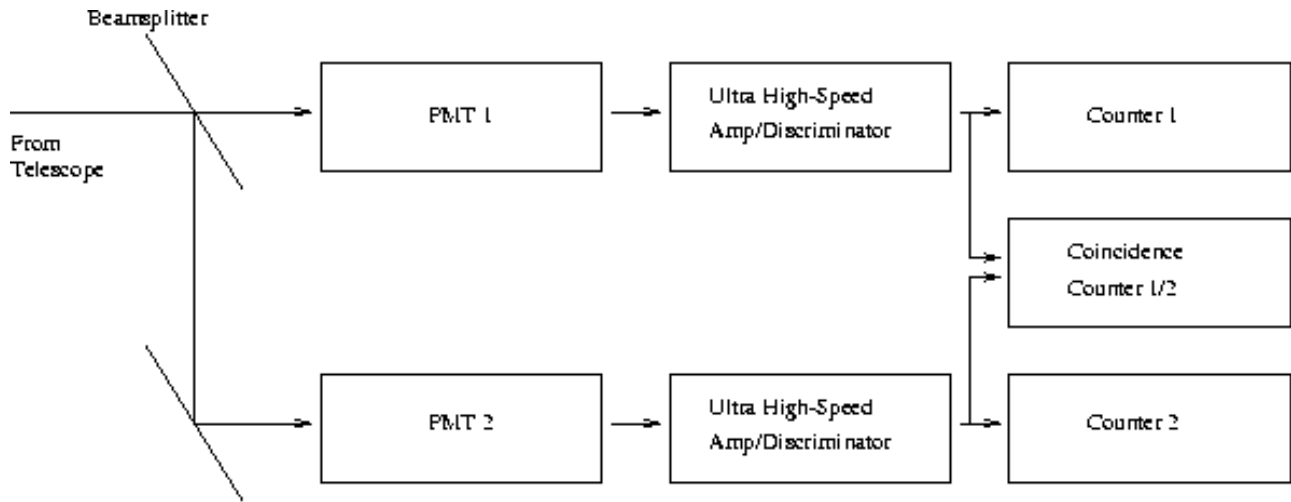 Beamsplitter
From
Telescope
PMT 1
Ultra High-Speed
Amp/Discriminator
Counter 1
Coincidence
Counter 1/2
PMT 2
Ultra High-Speed
Amp/Discriminator
Counter 2